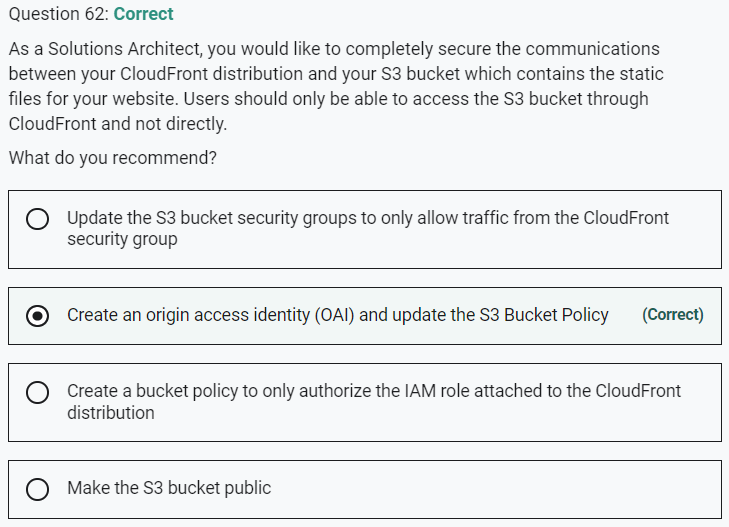 Question 62: Correct
As a Solutions Architect, you would like to completely secure the communications
between your CloudFront distribution and your S3 bucket which contains the static
files for your website. Users should only be able to access the S3 bucket through
CloudFront and not directly.
What do you recommend?
Update the S3 bucket security groups to only allow traffic from the CloudFront
security group
Create an origin access identity (OAI) and update the S3 Bucket Policy (Correct)
Create a bucket policy to only authorize the IAM role attached to the CloudFront
distribution
Make the S3 bucket public